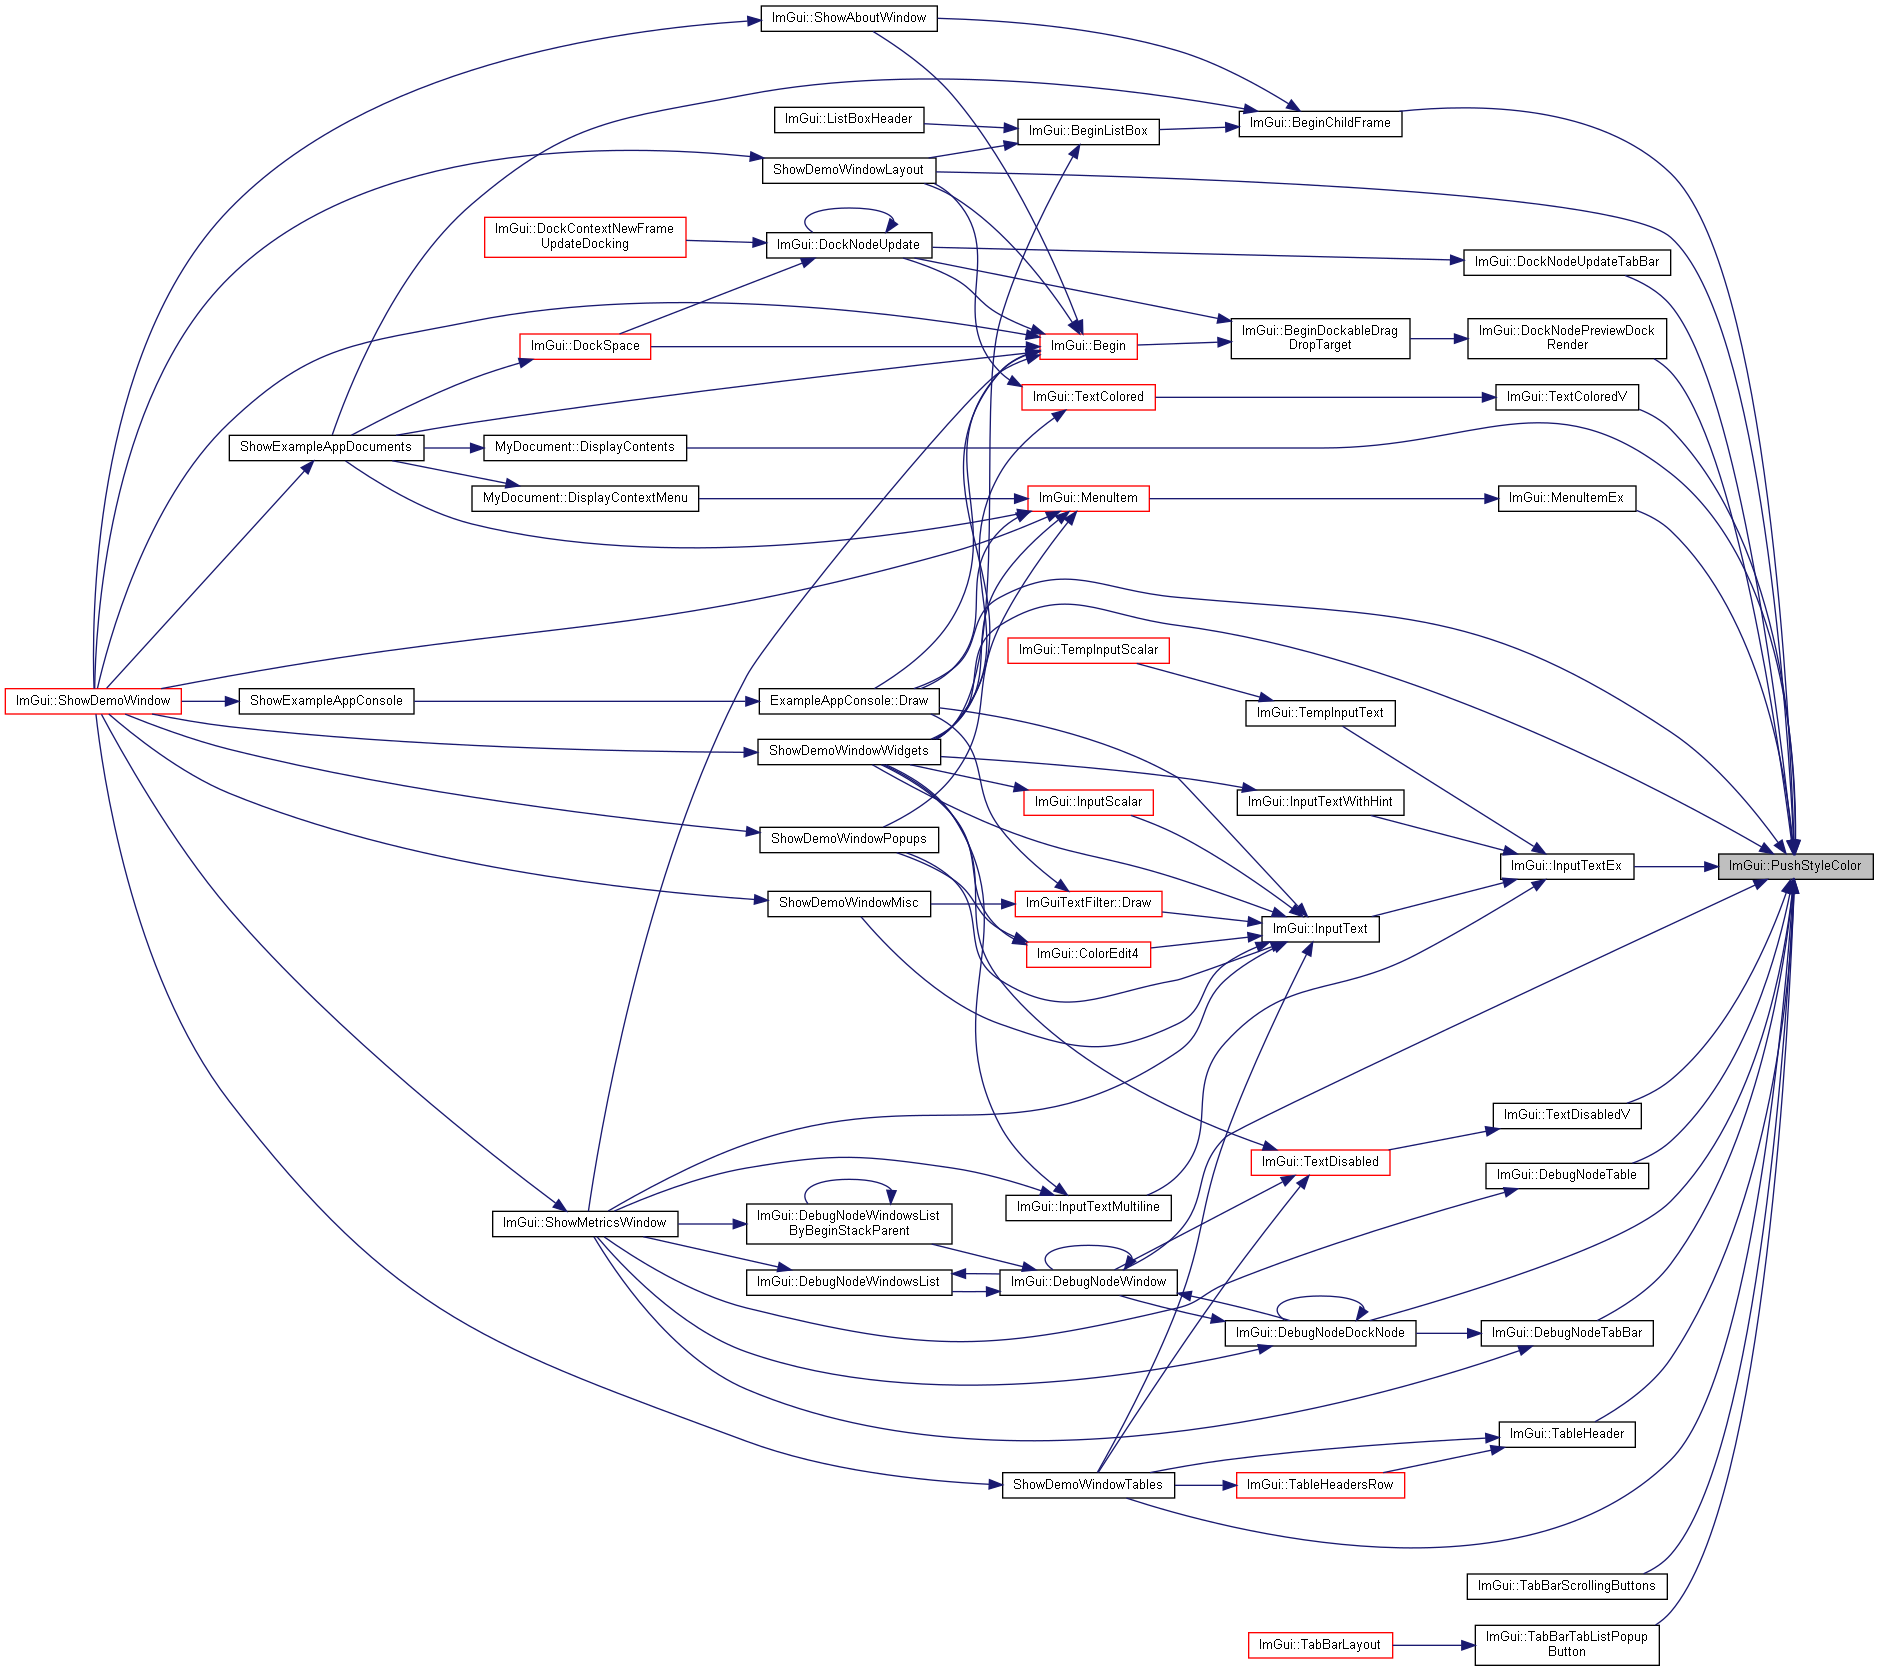 ImGui::ShowAboutWindow
ImGui::ListBoxHeader
ImGui::BeginListBox
ImGui::BeginChildFrame
ShowDemoWindowLayout
ImGui::DockContextNewFrame
UpdateDocking
ImGui::DockNodeUpdate
ImGui::DockNodeUpdateTabBar
ImGui::DockSpace
ImGui::Begin
ImGui::BeginDockableDrag
DropTarget
ImGui::DockNodePreviewDock
Render
ImGui::TextColored
ImGui::TextColoredV
ShowExampleAppDocuments
MyDocument::DisplayContents
MyDocument::DisplayContextMenu
ImGui::MenuItem
ImGui::MenuItemEx
ImGui::TempInputScalar
ImGui::ShowDemoWindow
ShowExampleAppConsole
ExampleAppConsole::Draw
ImGui::TempInputText
ShowDemoWindowWidgets
ImGui::InputScalar
ImGui::InputTextWithHint
ShowDemoWindowPopups
ImGui::InputTextEx
ImGui::PushStyleColor
ShowDemoWindowMisc
ImGuiTextFilter::Draw
ImGui::InputText
ImGui::ColorEdit4
ImGui::TextDisabledV
ImGui::TextDisabled
ImGui::DebugNodeTable
ImGui::InputTextMultiline
ImGui::ShowMetricsWindow
ImGui::DebugNodeWindowsList
ByBeginStackParent
ImGui::DebugNodeWindowsList
ImGui::DebugNodeWindow
ImGui::DebugNodeDockNode
ImGui::DebugNodeTabBar
ImGui::TableHeader
ShowDemoWindowTables
ImGui::TableHeadersRow
ImGui::TabBarScrollingButtons
ImGui::TabBarLayout
ImGui::TabBarTabListPopup
Button